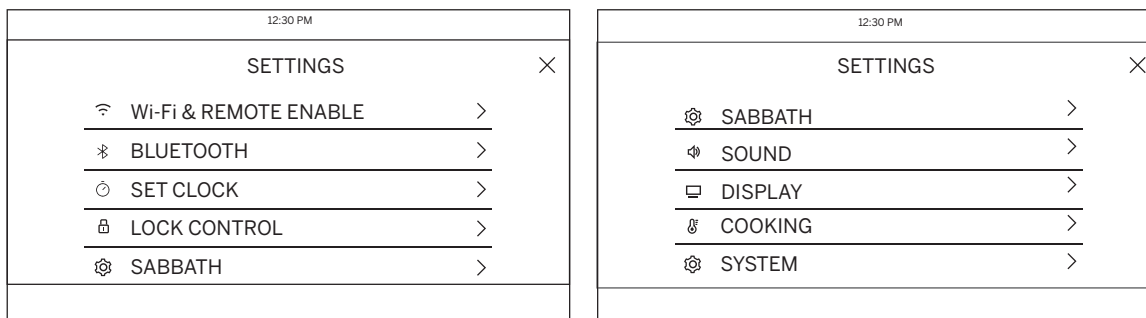 12:30 PM
SETTINGS
Wi-Fi & REMOTE ENABLE
BLUETOOTH
SET CLOCK
LOCK CONTROL
SABBATH
12:30 PM
SETTINGS
SABBATH
SOUND
DISPLAY
COOKING
SYSTEM